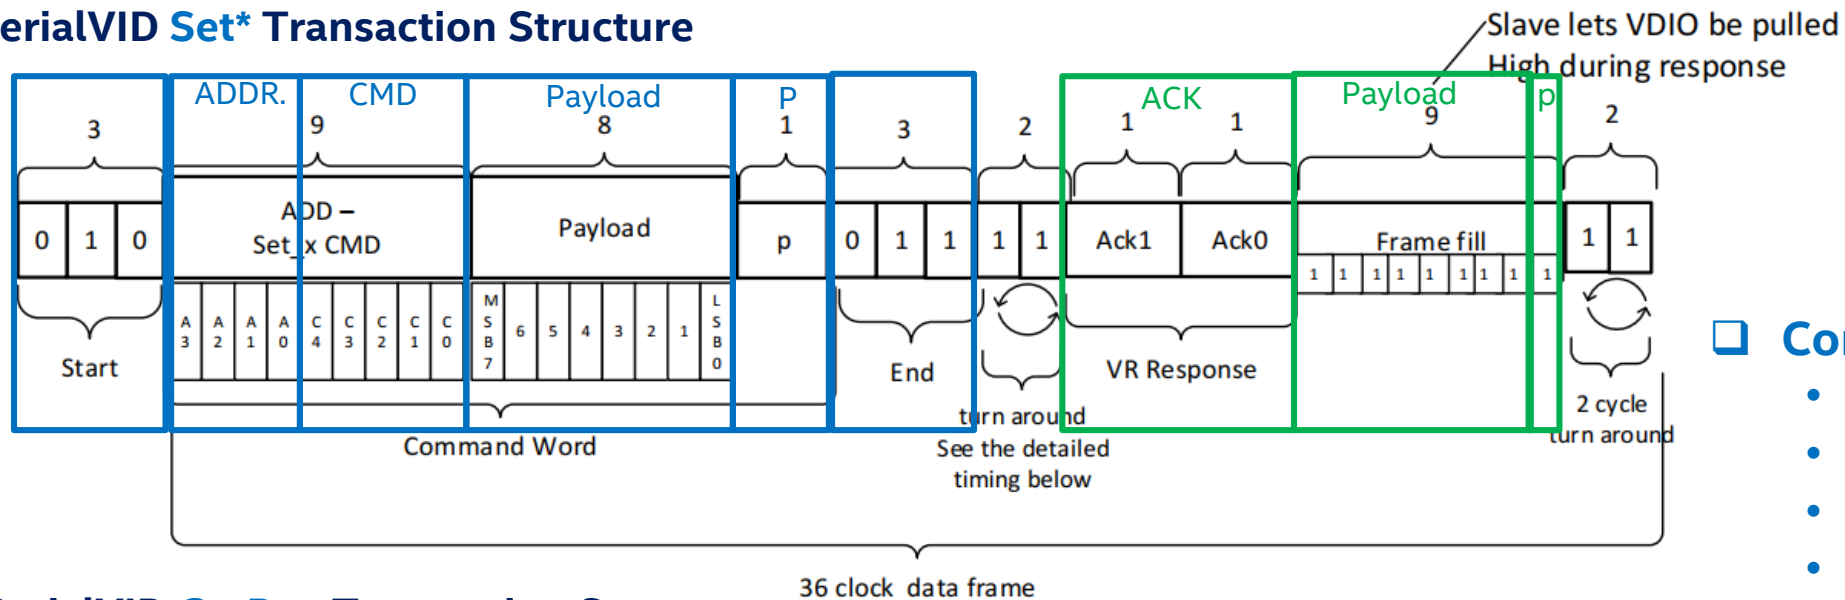 erialVID Set* Transaction Structure
Slave lets VDIO be pulled
High during response
ADDR. CMD Payload P ACK Payload p
3 9 8 1 3 2 1 1 9 2
0 1 0 ADD – Set_x CMD Payload p 0 1 1 1 1 Ack1 Ack0 Frame fill 1 1
1 1 1 1 1 1 1 1 1
A3 A2 A1 A0 C4 C3 C2 C1 C0 MSB7 6 5 4 3 2 1 LSB0
Start End VR Response
Command Word
turn around
See the detailed
timing below
2 cycle
turn around
36 clock data frame
Co